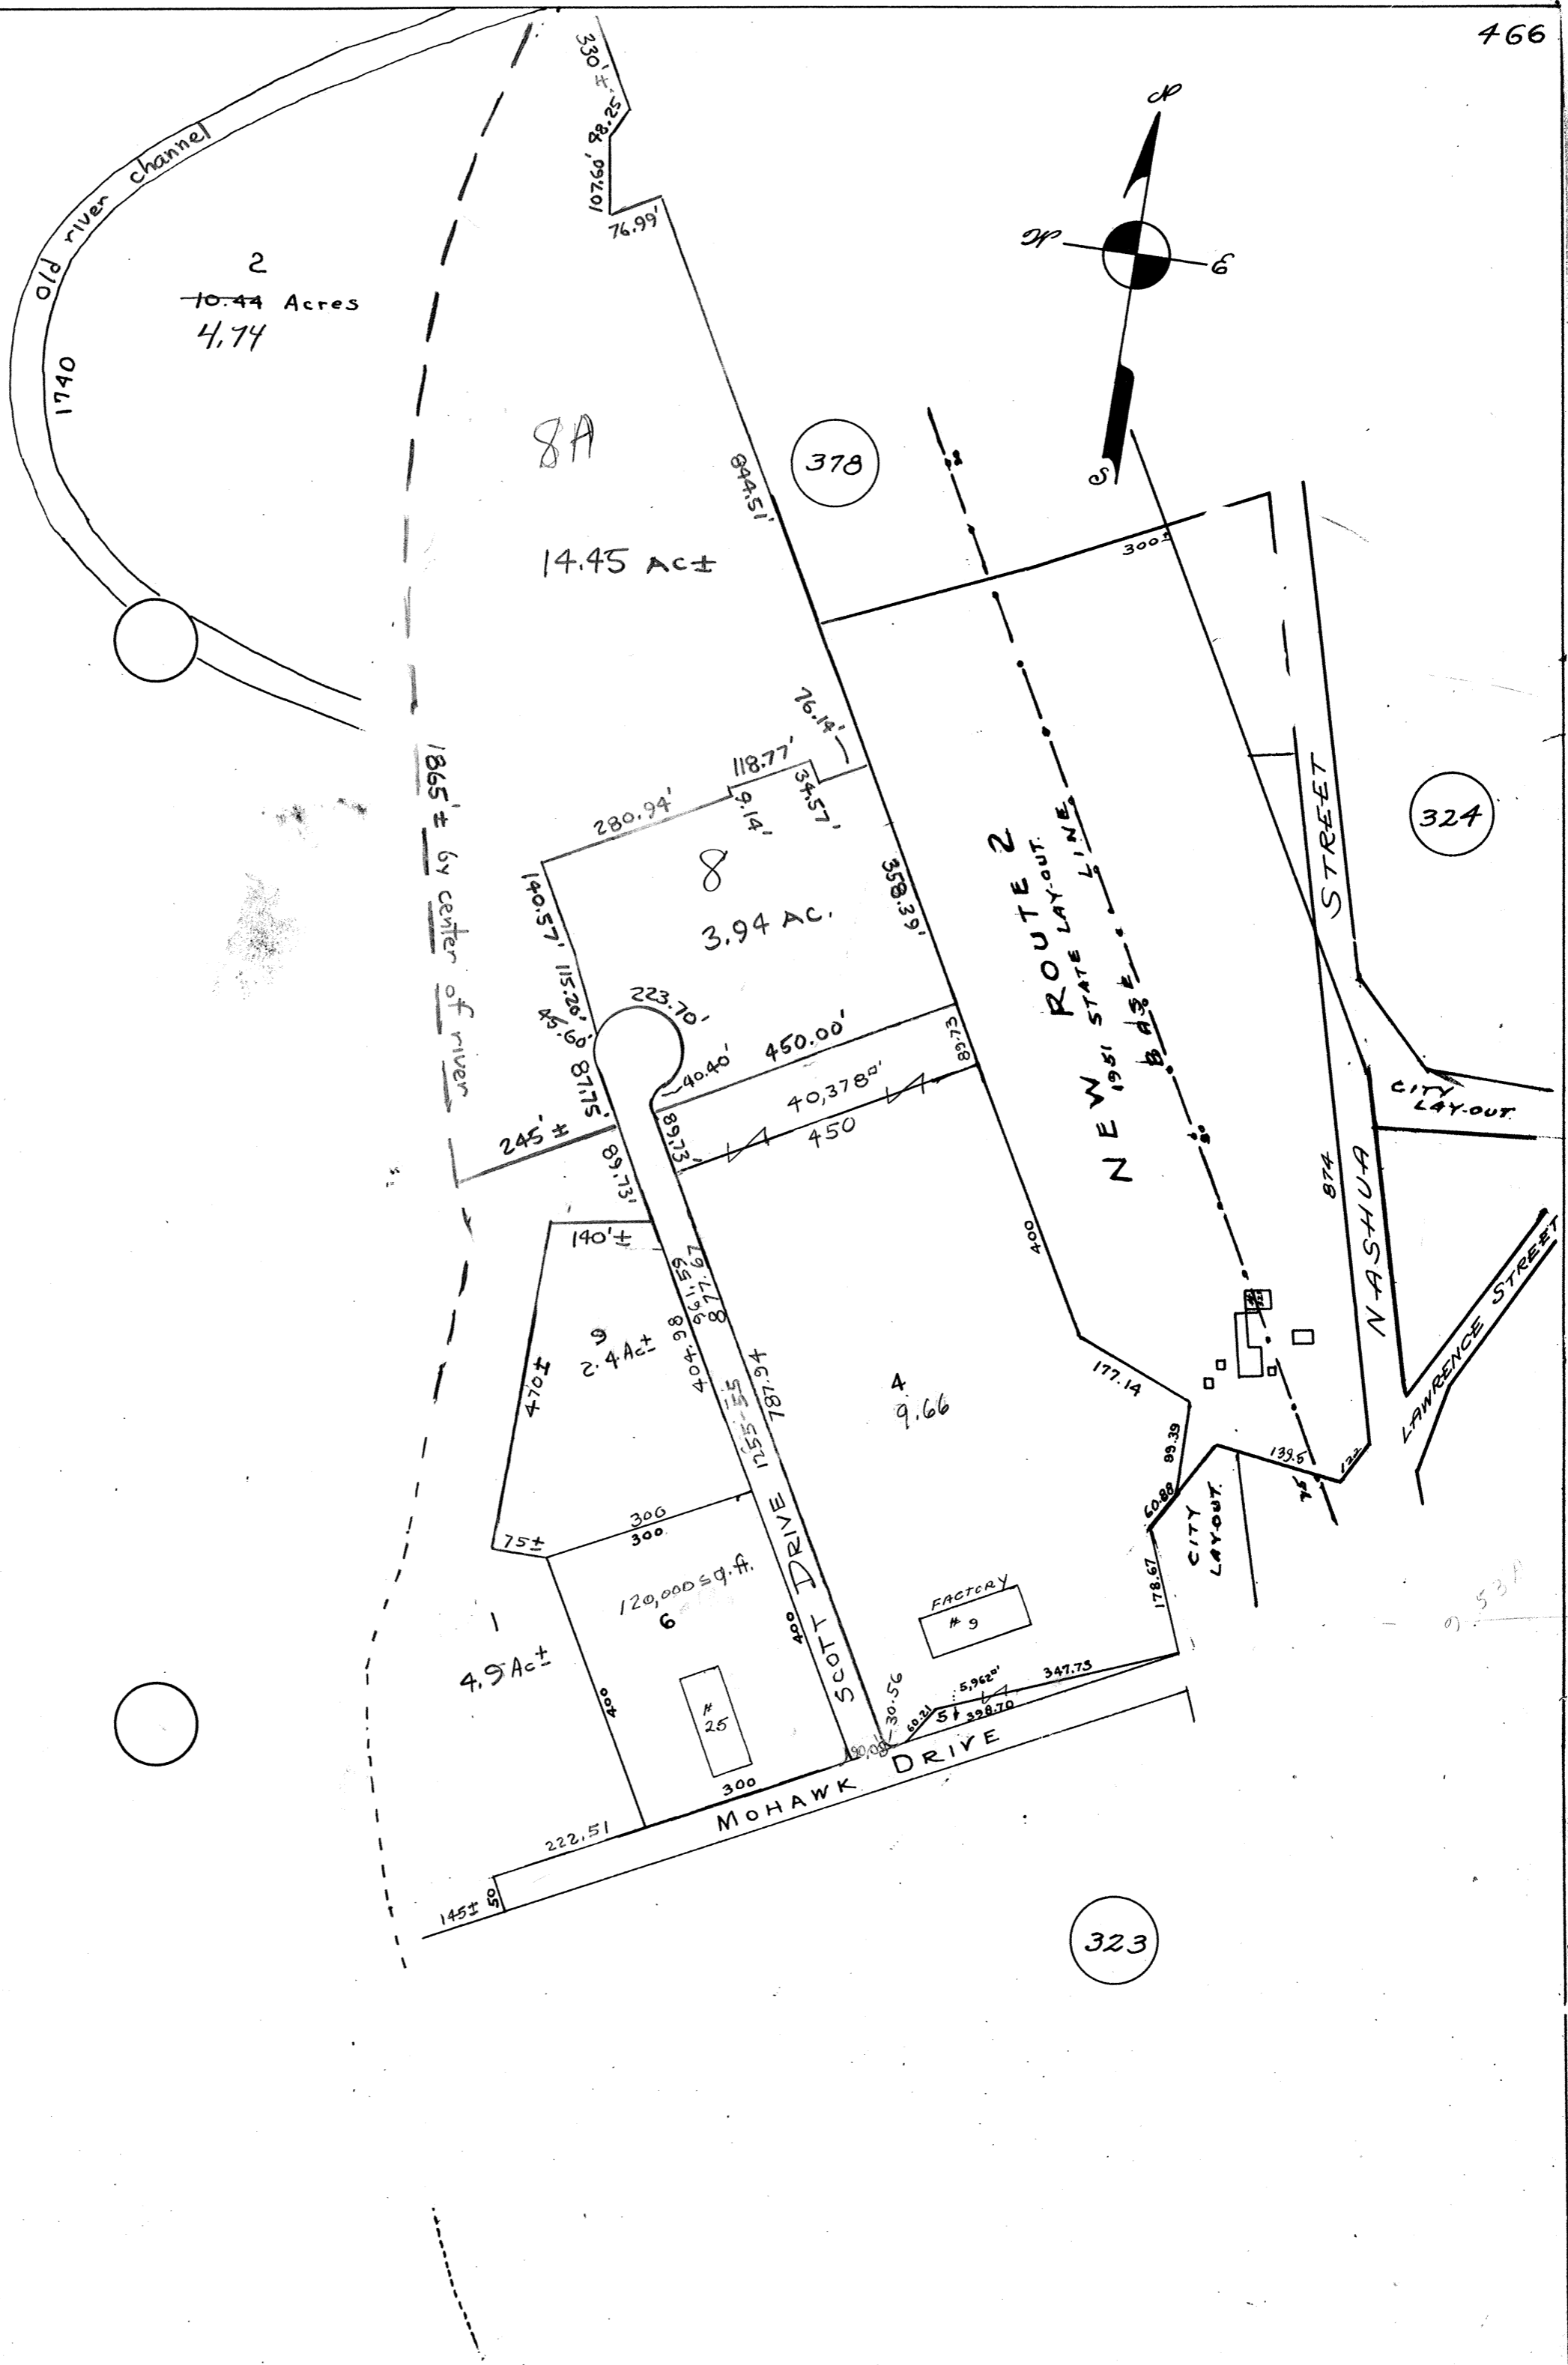 466
330'±
48.25'
107.60'
76.99'
N
W
E
S
old river channel
1740
2
10.44 Acres
4.74
8A
14.45 AC±
844.51'
378
300±
76.14'
118.77'
34.57'
9.14'
280.94'
8
3.94 AC.
358.39'
140.57'
115.20'
45.60'
223.70'
40.40'
87.75'
450.00'
89.73
40,378□'
450
89.73'
245'±
89.73'
1865'± by center of river
NEW ROUTE 2
1951 STATE LAY-OUT.
BASE LINE
STREET
NASHUA
324
CITY
LAY-OUT.
874
LAWRENCE STREET
140'±
961.59
877.67
404.98
787.94
1255-55
9
2.4 Ac±
470±
400
4
9.66
177.14
89.39
60.88
139.5
122
75
CITY
LAY-OUT.
178.67
75±
300
300
120,000 sq.ft.
6
400
400
SCOTT DRIVE
#
25
300
FACTORY
# 9
30.56
60.21
5,962□'
347.73
5
398.70
90.09
1
4.9 Ac±
MOHAWK DRIVE
222.51
50
145±
323